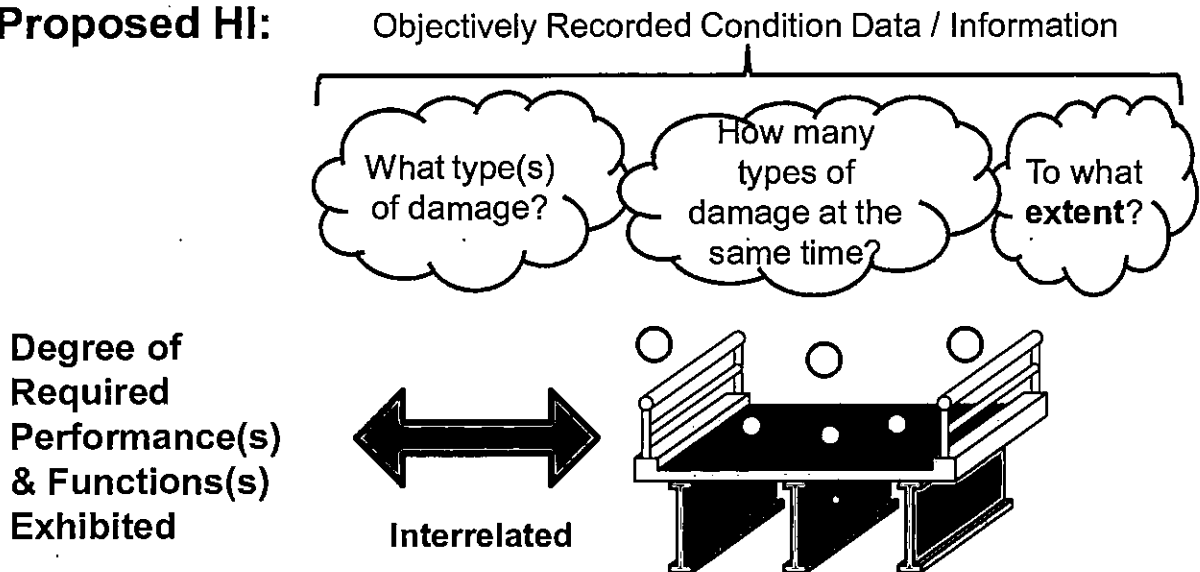 Proposed HI:
Objectively Recorded Condition Data / Information
What type(s)
of damage?
How many
types of
damage at the
same time?
To what
extent?
Degree of
Required
Performance(s)
& Functions(s)
Exhibited
Interrelated